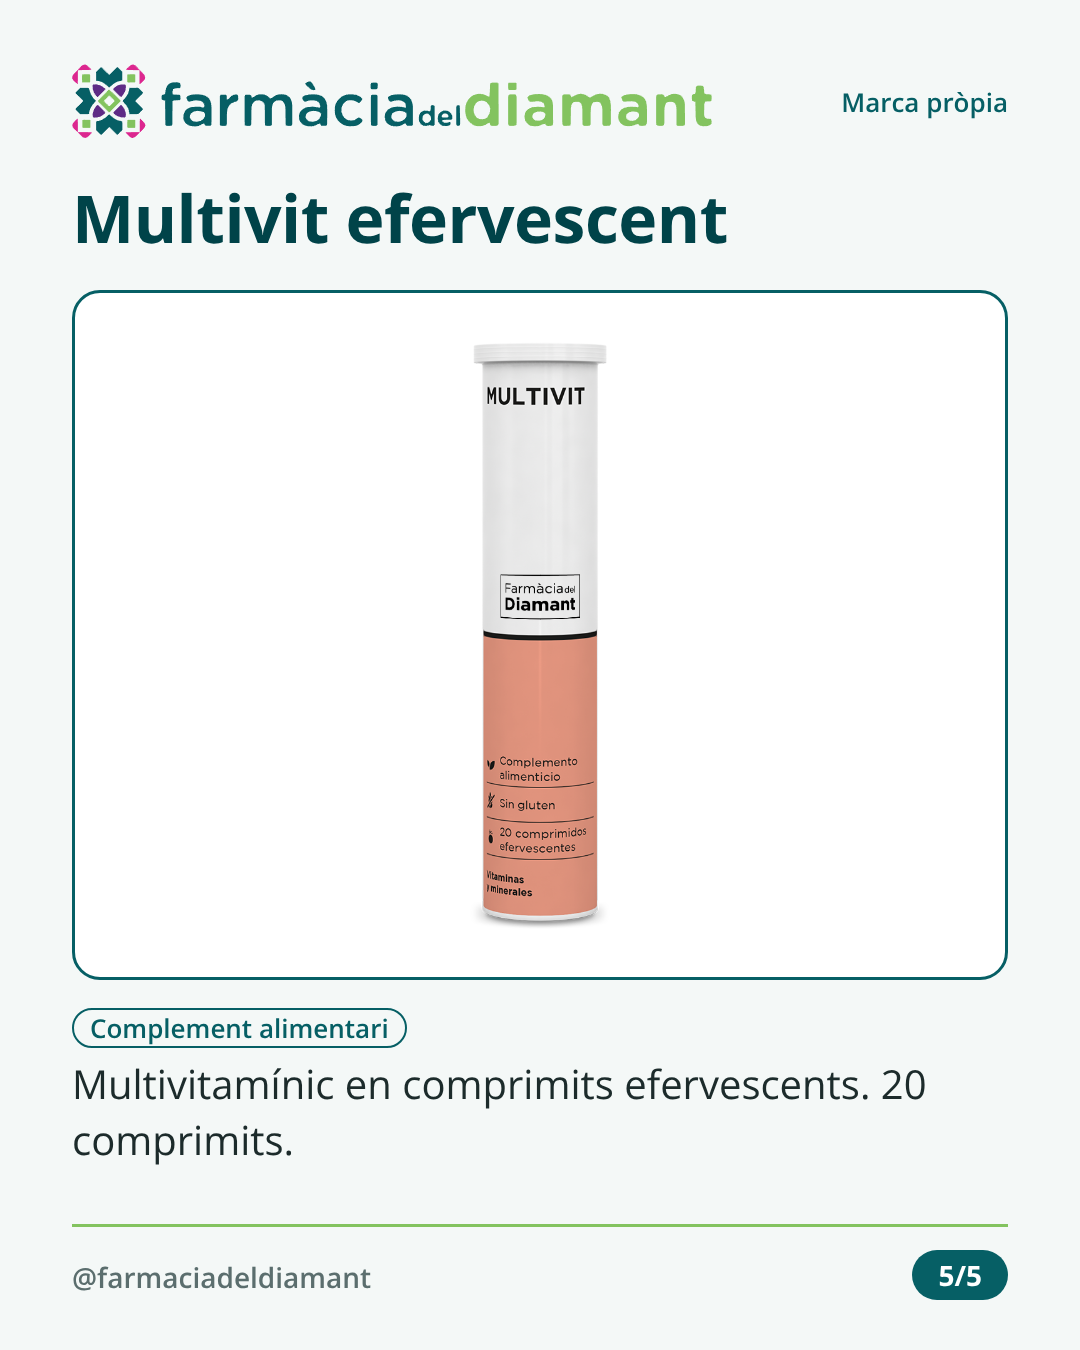 farmàciadeldiamant
Marca pròpia
Multivit efervescent
MULTIVIT
Farmàciadel
Diamant
Complemento
alimenticio
Sin gluten
20 comprimidos
efervescentes
Vitaminas
y minerales
Complement alimentari
Multivitamínic en comprimits efervescents. 20
comprimits.
@farmaciadeldiamant
5/5